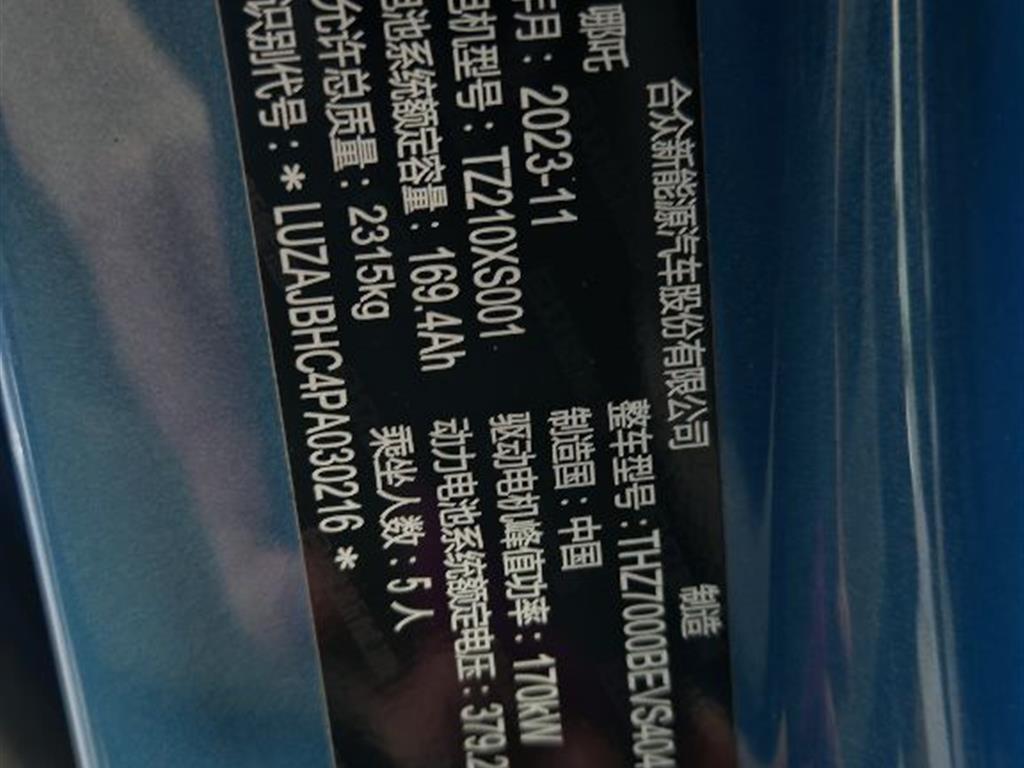 合众新能源汽车股份有限公司 制造
哪吒 整车型号：THZ7000BEVS404
年月：2023-11 制造国：中国
电机型号：TZ210XS001 驱动电机峰值功率：170kW
电池系统额定容量：169.4Ah 动力电池系统额定电压：379.2
允许总质量：2315kg 乘坐人数：5人
识别代号：*LUZAJBHC4PA030216*